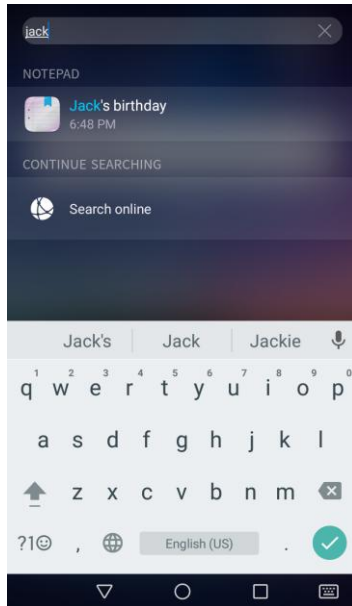 jack
NOTEPAD
Jack's birthday
6:48 PM
CONTINUE SEARCHING
Search online
Jack's Jack Jackie
1 2 3 4 5 6 7 8 9 0
q w e r t y u i o p
a s d f g h j k l
z x c v b n m
?1☺ , English (US) .